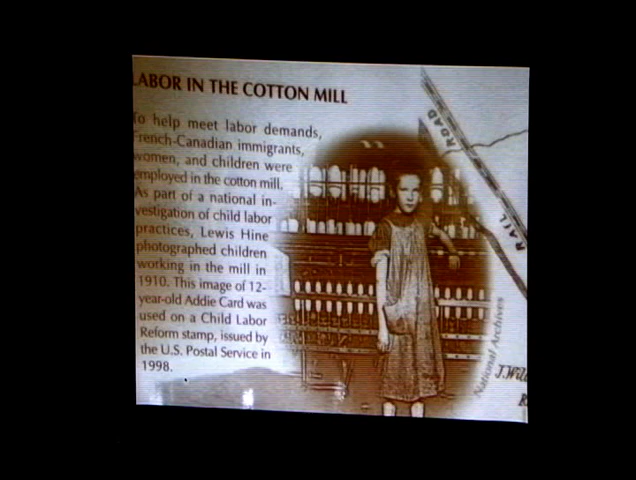 LABOR IN THE COTTON MILL
To help meet labor demands,
French-Canadian immigrants,
women, and children were
employed in the cotton mill.
As part of a national in-
vestigation of child labor
practices, Lewis Hine
photographed children
working in the mill in
1910. This image of 12-
year-old Addie Card was
used on a Child Labor
Reform stamp, issued by
the U.S. Postal Service in
1998.
RAIL ROAD
National Archives